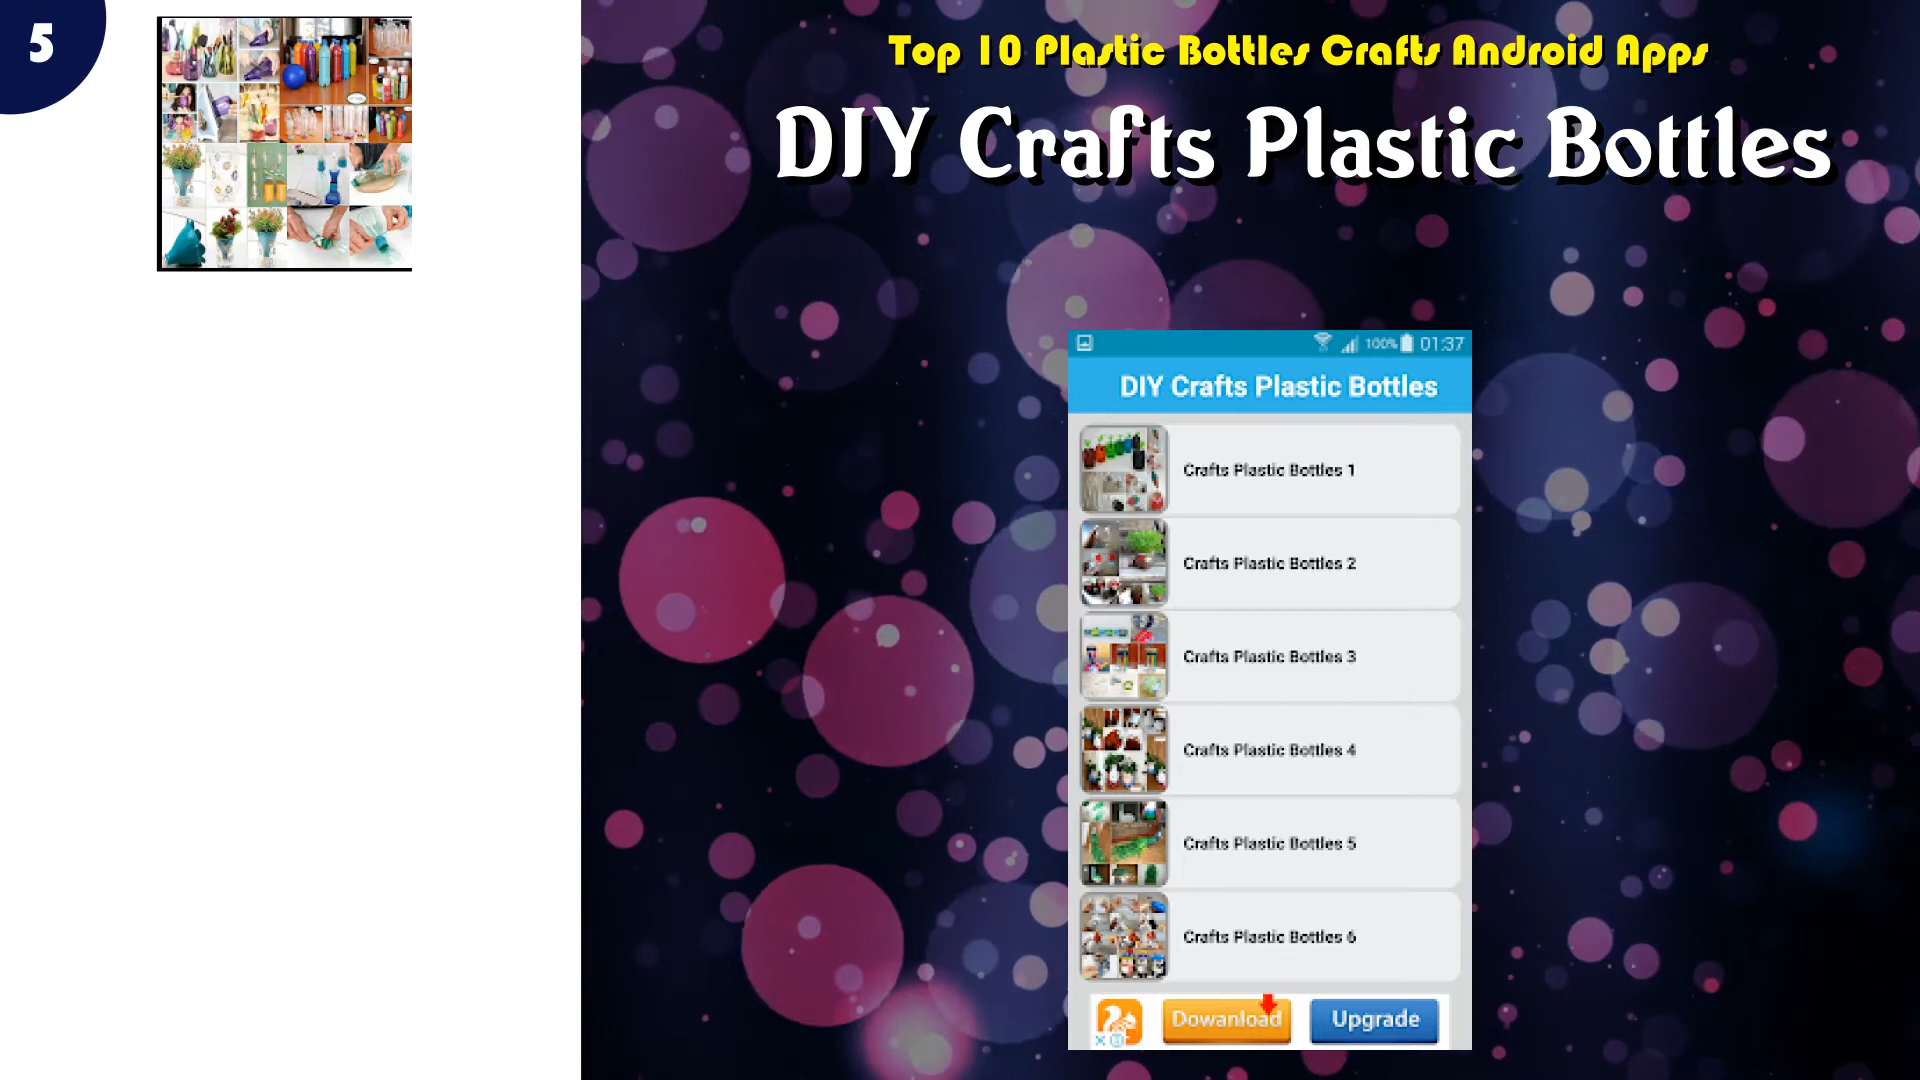 5
Top 10 Plastic Bottles Crafts Android Apps
DIY Crafts Plastic Bottles
100% 01:37
DIY Crafts Plastic Bottles
Crafts Plastic Bottles 1
Crafts Plastic Bottles 2
Crafts Plastic Bottles 3
Crafts Plastic Bottles 4
Crafts Plastic Bottles 5
Crafts Plastic Bottles 6
Dowanload Upgrade